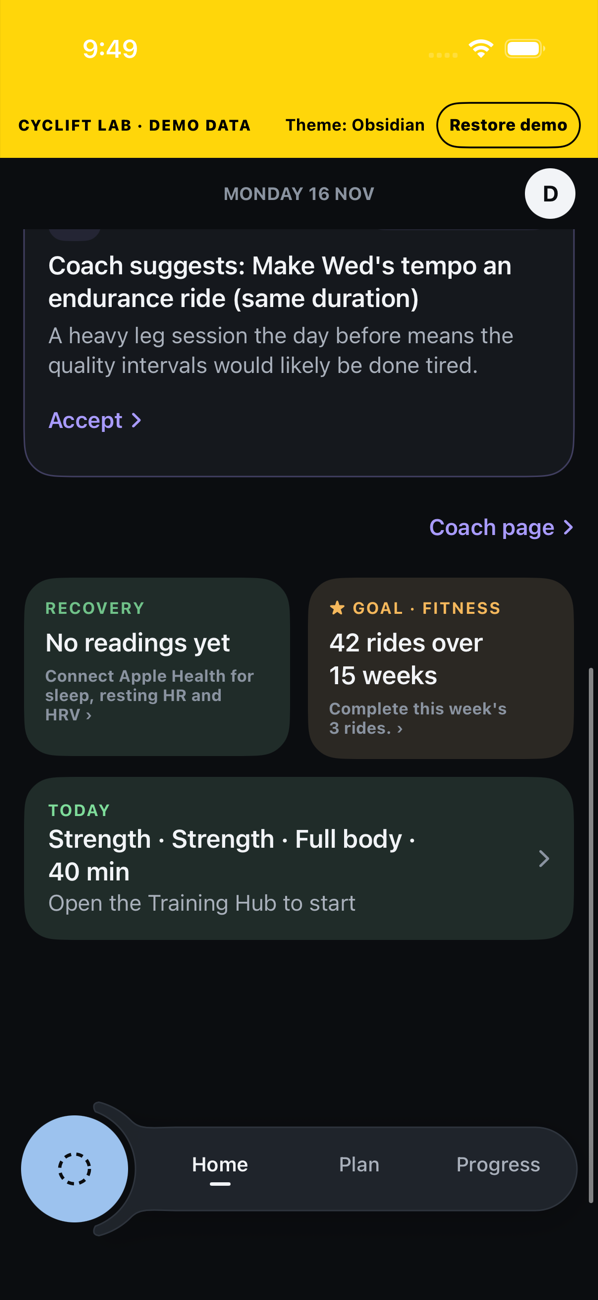 9:49
CYCLIFT LAB · DEMO DATA
Theme: Obsidian
Restore demo
MONDAY 16 NOV
D
Coach suggests: Make Wed's tempo an
endurance ride (same duration)
A heavy leg session the day before means the
quality intervals would likely be done tired.
Accept ›
Coach page ›
RECOVERY
No readings yet
Connect Apple Health for
sleep, resting HR and
HRV ›
★ GOAL · FITNESS
42 rides over
15 weeks
Complete this week's
3 rides. ›
TODAY
Strength · Strength · Full body ·
40 min
Open the Training Hub to start
Home
Plan
Progress